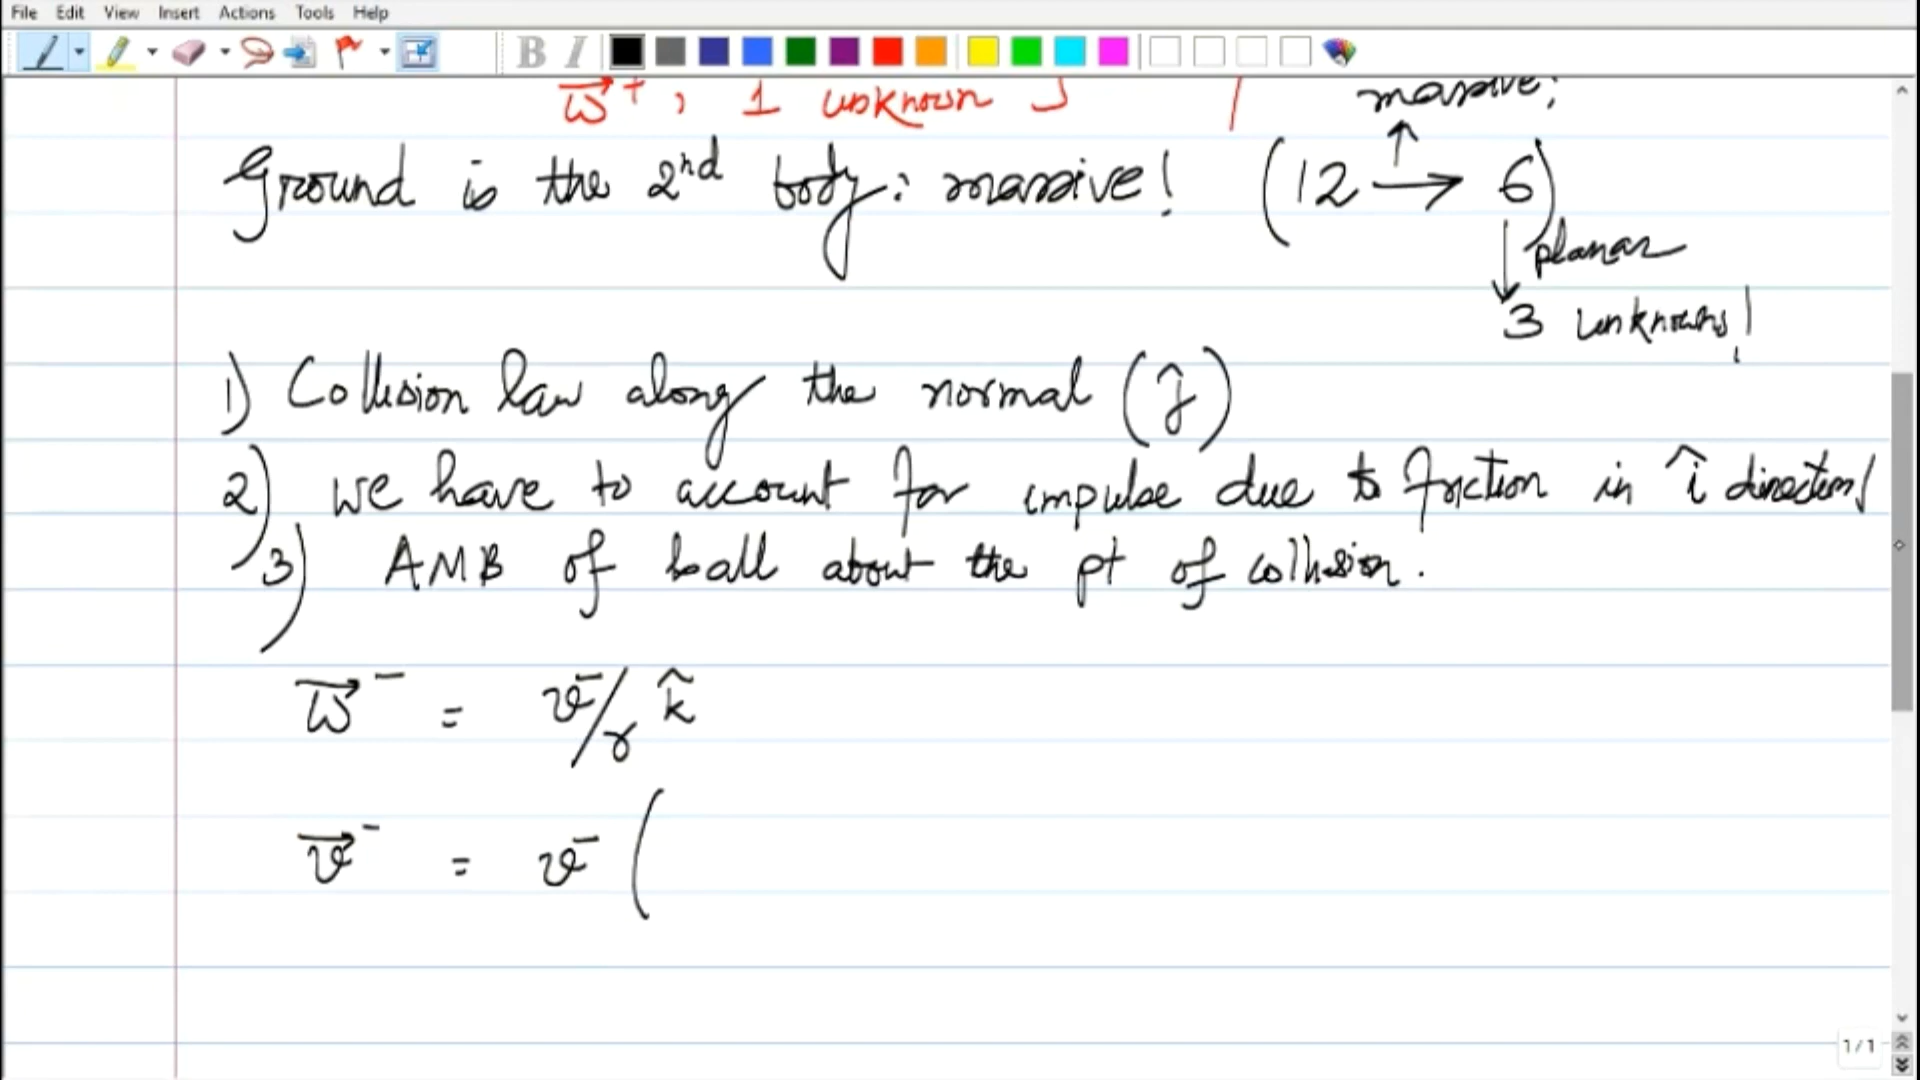 File Edit View Insert Actions Tools Help
B I
ω⃗⁺, 1 unknown } massive!
Ground is the 2nd body: massive! (12 → 6)
planar
3 unknowns!
1) Collision law along the normal (ĵ)
2) We have to account for impulse due to friction in î direction!
3) AMB of ball about the pt of collision.
ω⃗⁻ = v⁻/r k̂
v⃗⁻ = v⁻ (
1/1